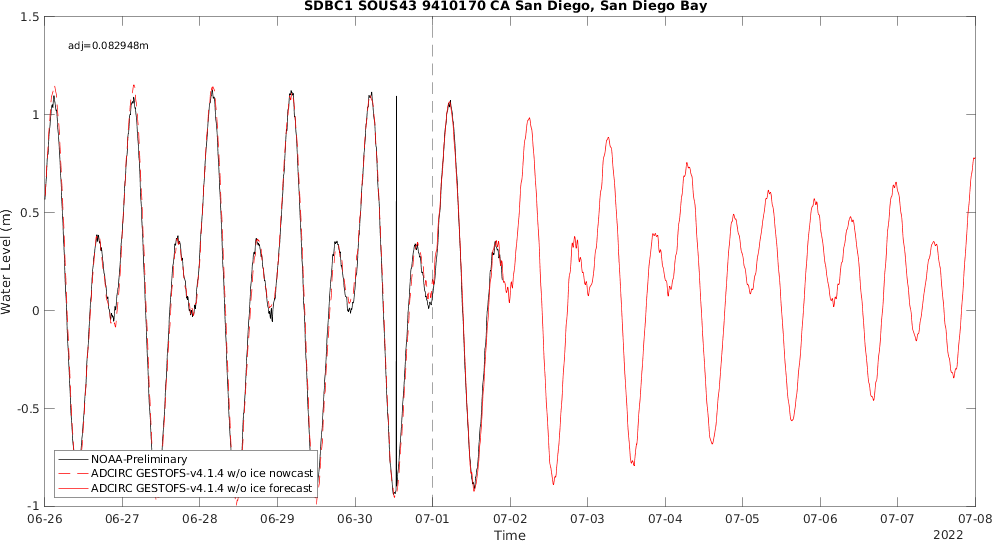 SDBC1 SOUS43 9410170 CA San Diego, San Diego Bay
1.5
adj=0.082948m
1
0.5
0
-0.5
-1
Water Level (m)
NOAA-Preliminary
ADCIRC GESTOFS-v4.1.4 w/o ice nowcast
ADCIRC GESTOFS-v4.1.4 w/o ice forecast
06-26 06-27 06-28 06-29 06-30 07-01 07-02 07-03 07-04 07-05 07-06 07-07 07-08
Time
2022